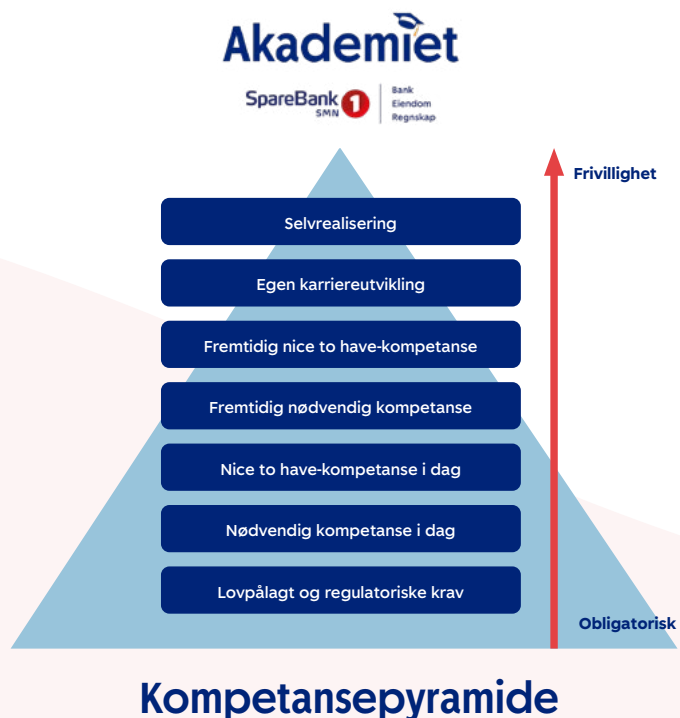 Akademiet
SpareBank 1
SMN
Bank
Eiendom
Regnskap
Frivillighet
Selvrealisering
Egen karriereutvikling
Fremtidig nice to have-kompetanse
Fremtidig nødvendig kompetanse
Nice to have-kompetanse i dag
Nødvendig kompetanse i dag
Lovpålagt og regulatoriske krav
Obligatorisk
Kompetansepyramide